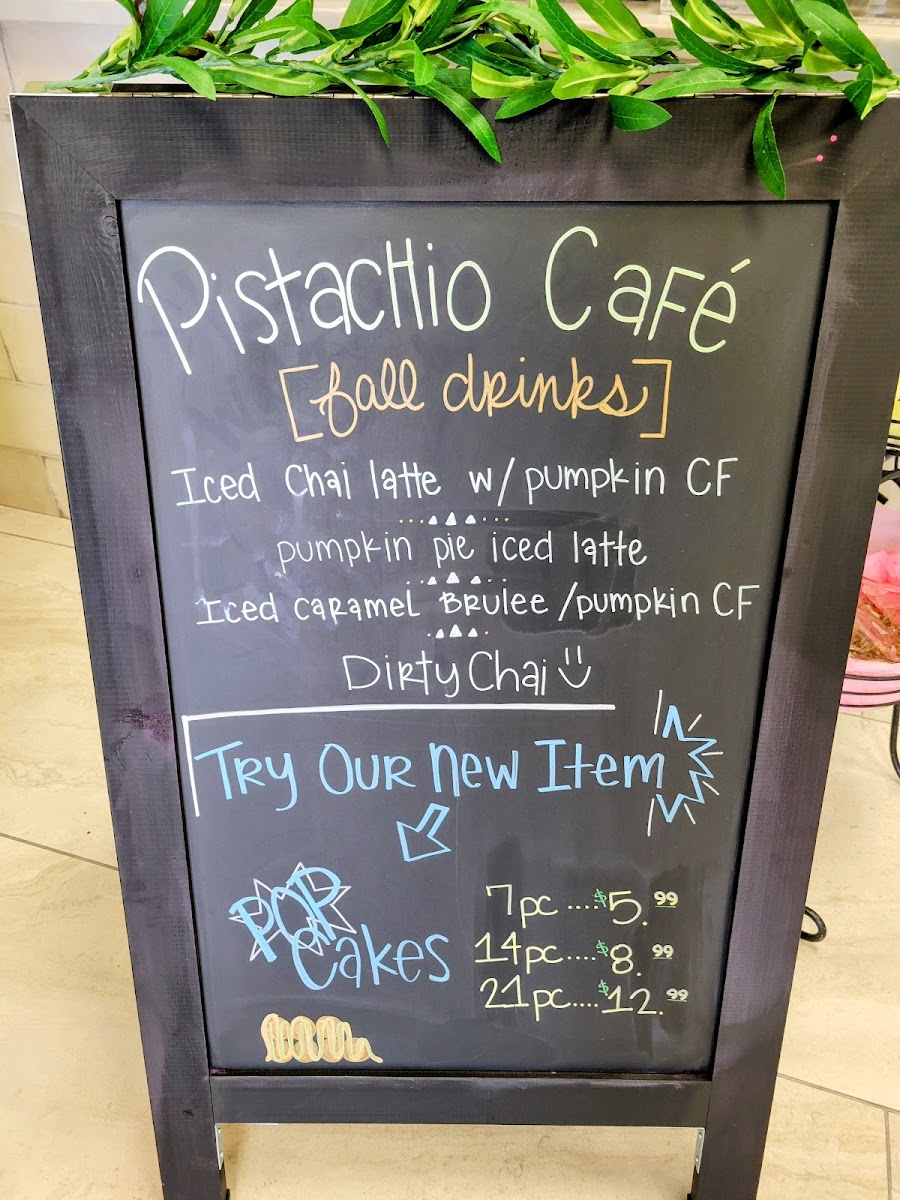 Pistachio Café
[fall drinks]
Iced Chai latte w/pumpkin CF
pumpkin pie iced latte
Iced caramel Brulee /pumpkin CF
Dirty Chai
Try Our New Item
POP
Cakes
7pc ....$5.99
14pc....$8.99
21pc....$12.99